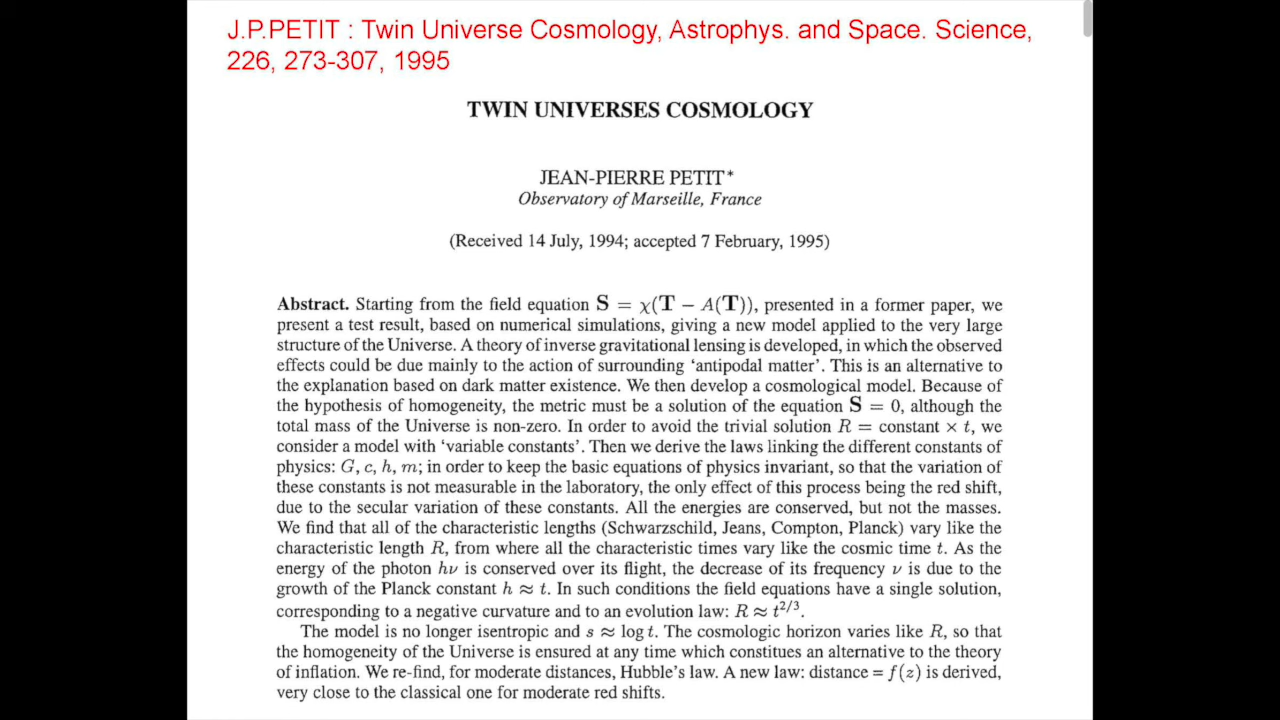 J.P.PETIT : Twin Universe Cosmology, Astrophys. and Space. Science,
226, 273-307, 1995
TWIN UNIVERSES COSMOLOGY
JEAN-PIERRE PETIT*
Observatory of Marseille, France
(Received 14 July, 1994; accepted 7 February, 1995)
Abstract. Starting from the field equation S = χ(T − A(T)), presented in a former paper, we
present a test result, based on numerical simulations, giving a new model applied to the very large
structure of the Universe. A theory of inverse gravitational lensing is developed, in which the observed
effects could be due mainly to the action of surrounding ‘antipodal matter’. This is an alternative to
the explanation based on dark matter existence. We then develop a cosmological model. Because of
the hypothesis of homogeneity, the metric must be a solution of the equation S = 0, although the
total mass of the Universe is non-zero. In order to avoid the trivial solution R = constant × t, we
consider a model with ‘variable constants’. Then we derive the laws linking the different constants of
physics: G, c, h, m; in order to keep the basic equations of physics invariant, so that the variation of
these constants is not measurable in the laboratory, the only effect of this process being the red shift,
due to the secular variation of these constants. All the energies are conserved, but not the masses.
We find that all of the characteristic lengths (Schwarzschild, Jeans, Compton, Planck) vary like the
characteristic length R, from where all the characteristic times vary like the cosmic time t. As the
energy of the photon hν is conserved over its flight, the decrease of its frequency ν is due to the
growth of the Planck constant h ≈ t. In such conditions the field equations have a single solution,
corresponding to a negative curvature and to an evolution law: R ≈ t^2/3.
The model is no longer isentropic and s ≈ log t. The cosmologic horizon varies like R, so that
the homogeneity of the Universe is ensured at any time which constitutes an alternative to the theory
of inflation. We re-find, for moderate distances, Hubble’s law. A new law: distance = f(z) is derived,
very close to the classical one for moderate red shifts.